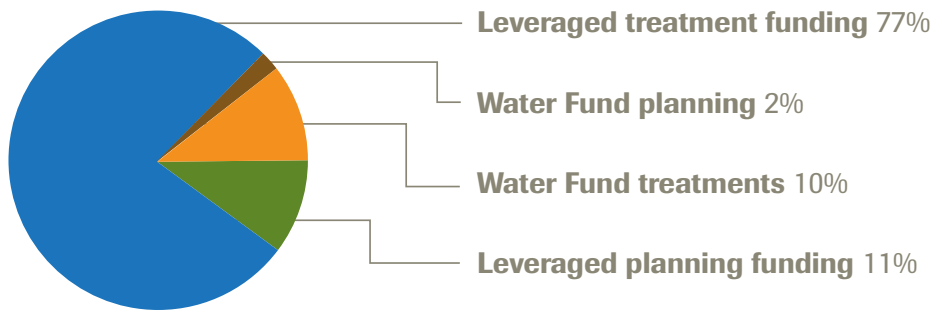 Leveraged treatment funding 77%
Water Fund planning 2%
Water Fund treatments 10%
Leveraged planning funding 11%